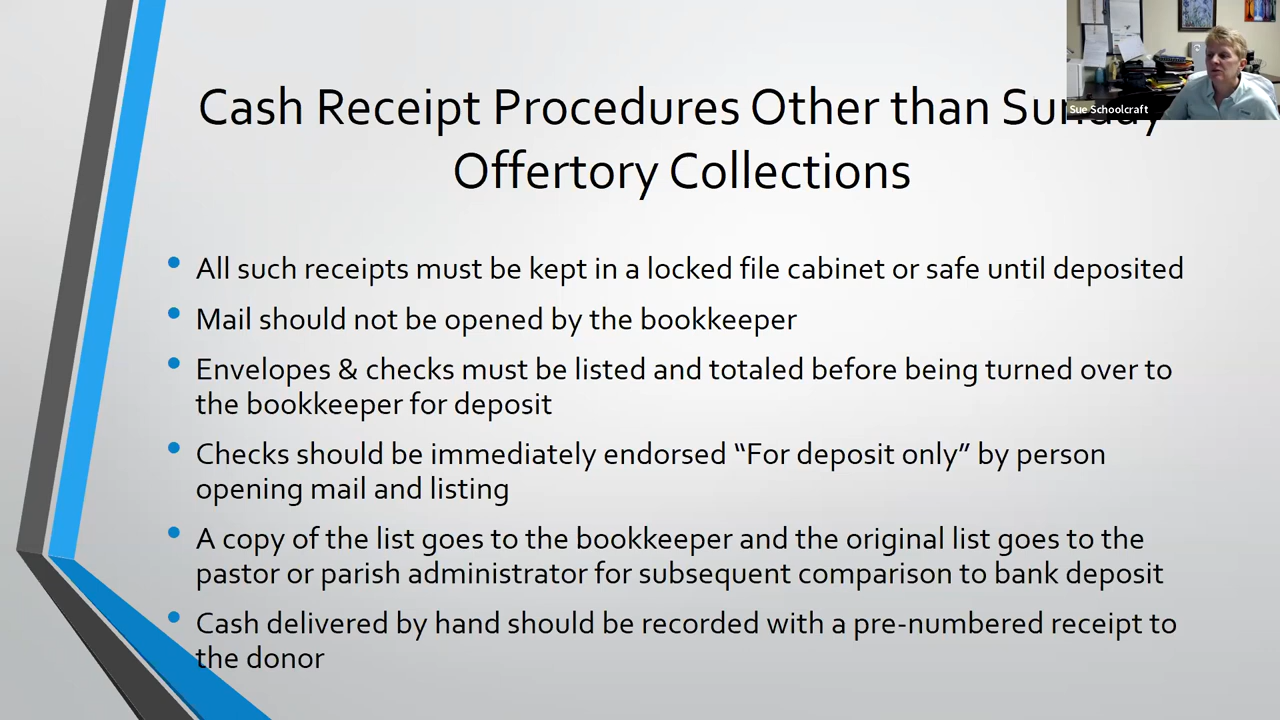 Cash Receipt Procedures Other than Sunday
Offertory Collections
Sue Schoolcraft
• All such receipts must be kept in a locked file cabinet or safe until deposited
• Mail should not be opened by the bookkeeper
• Envelopes & checks must be listed and totaled before being turned over to
the bookkeeper for deposit
• Checks should be immediately endorsed “For deposit only” by person
opening mail and listing
• A copy of the list goes to the bookkeeper and the original list goes to the
pastor or parish administrator for subsequent comparison to bank deposit
• Cash delivered by hand should be recorded with a pre-numbered receipt to
the donor